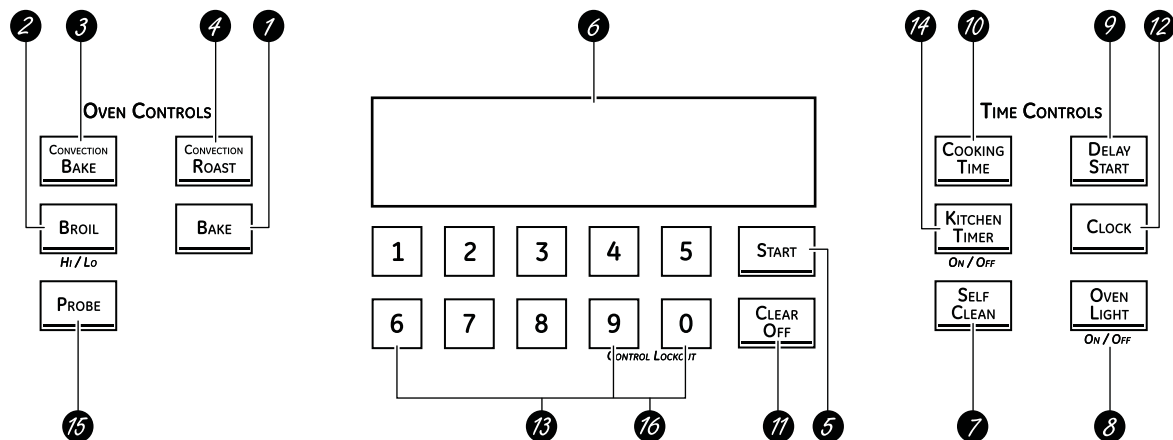 2 3 4 1 6 14 10 9 12
OVEN CONTROLS
TIME CONTROLS
CONVECTION
BAKE
CONVECTION
ROAST
COOKING
TIME
DELAY
START
BROIL
HI / LO
BAKE
1 2 3 4 5
START
KITCHEN
TIMER
ON / OFF
CLOCK
PROBE
6 7 8 9 0
CONTROL LOCKOUT
CLEAR
OFF
SELF
CLEAN
OVEN
LIGHT
ON / OFF
15 13 16 11 5 7 8